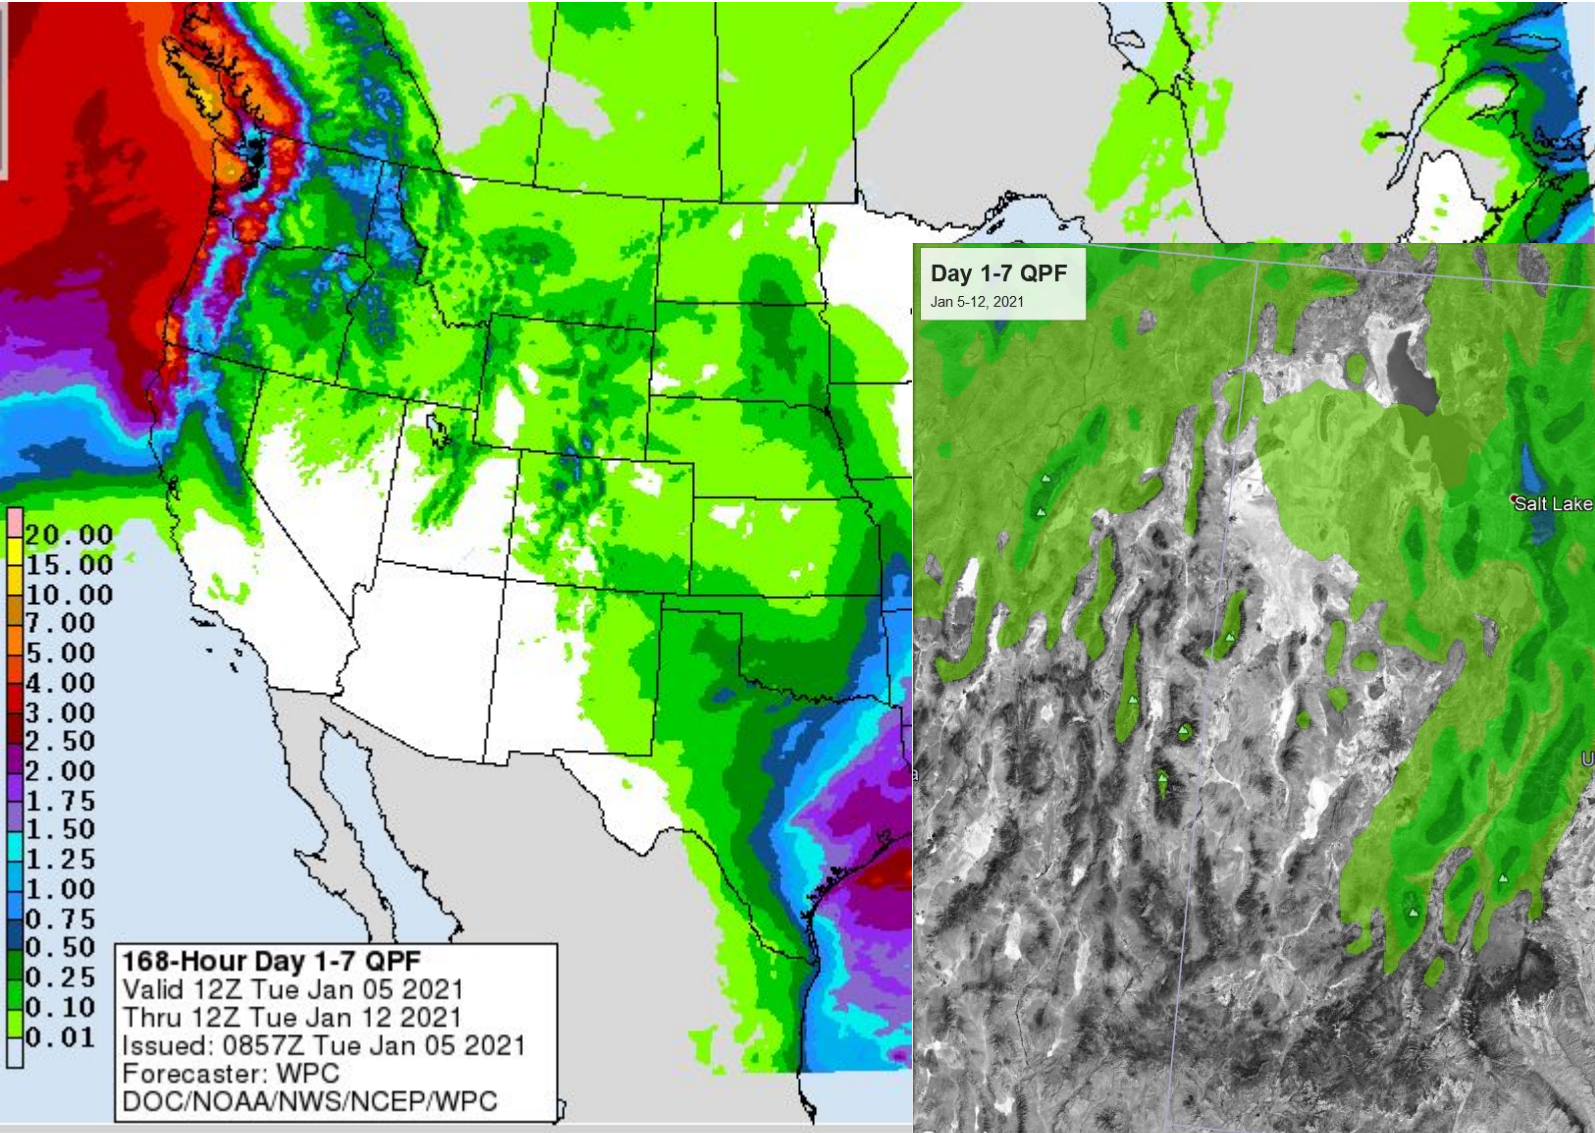 Day 1-7 QPF
Jan 5-12, 2021
Salt Lake
U
a
20.00
15.00
10.00
7.00
5.00
4.00
3.00
2.50
2.00
1.75
1.50
1.25
1.00
0.75
0.50
0.25
0.10
0.01
168-Hour Day 1-7 QPF
Valid 12Z Tue Jan 05 2021
Thru 12Z Tue Jan 12 2021
Issued: 0857Z Tue Jan 05 2021
Forecaster: WPC
DOC/NOAA/NWS/NCEP/WPC